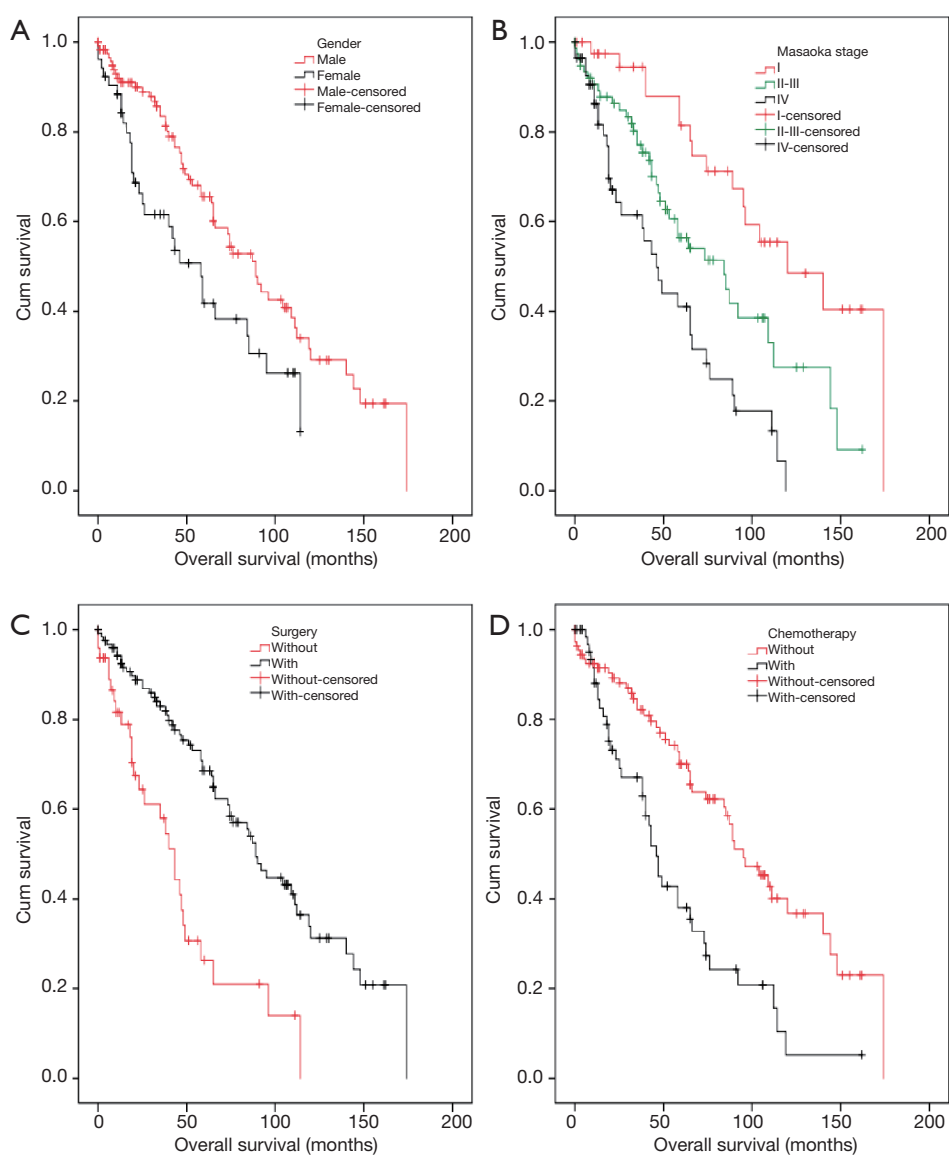 A
Gender
Male
Female
Male-censored
Female-censored
1.0
0.8
0.6
0.4
0.2
0.0
Cum survival
0
50
100
150
200
Overall survival (months)
B
Masaoka stage
I
II-III
IV
I-censored
II-III-censored
IV-censored
1.0
0.8
0.6
0.4
0.2
0.0
Cum survival
0
50
100
150
200
Overall survival (months)
C
Surgery
Without
With
Without-censored
With-censored
1.0
0.8
0.6
0.4
0.2
0.0
Cum survival
0
50
100
150
200
Overall survival (months)
D
Chemotherapy
Without
With
Without-censored
With-censored
1.0
0.8
0.6
0.4
0.2
0.0
Cum survival
0
50
100
150
200
Overall survival (months)